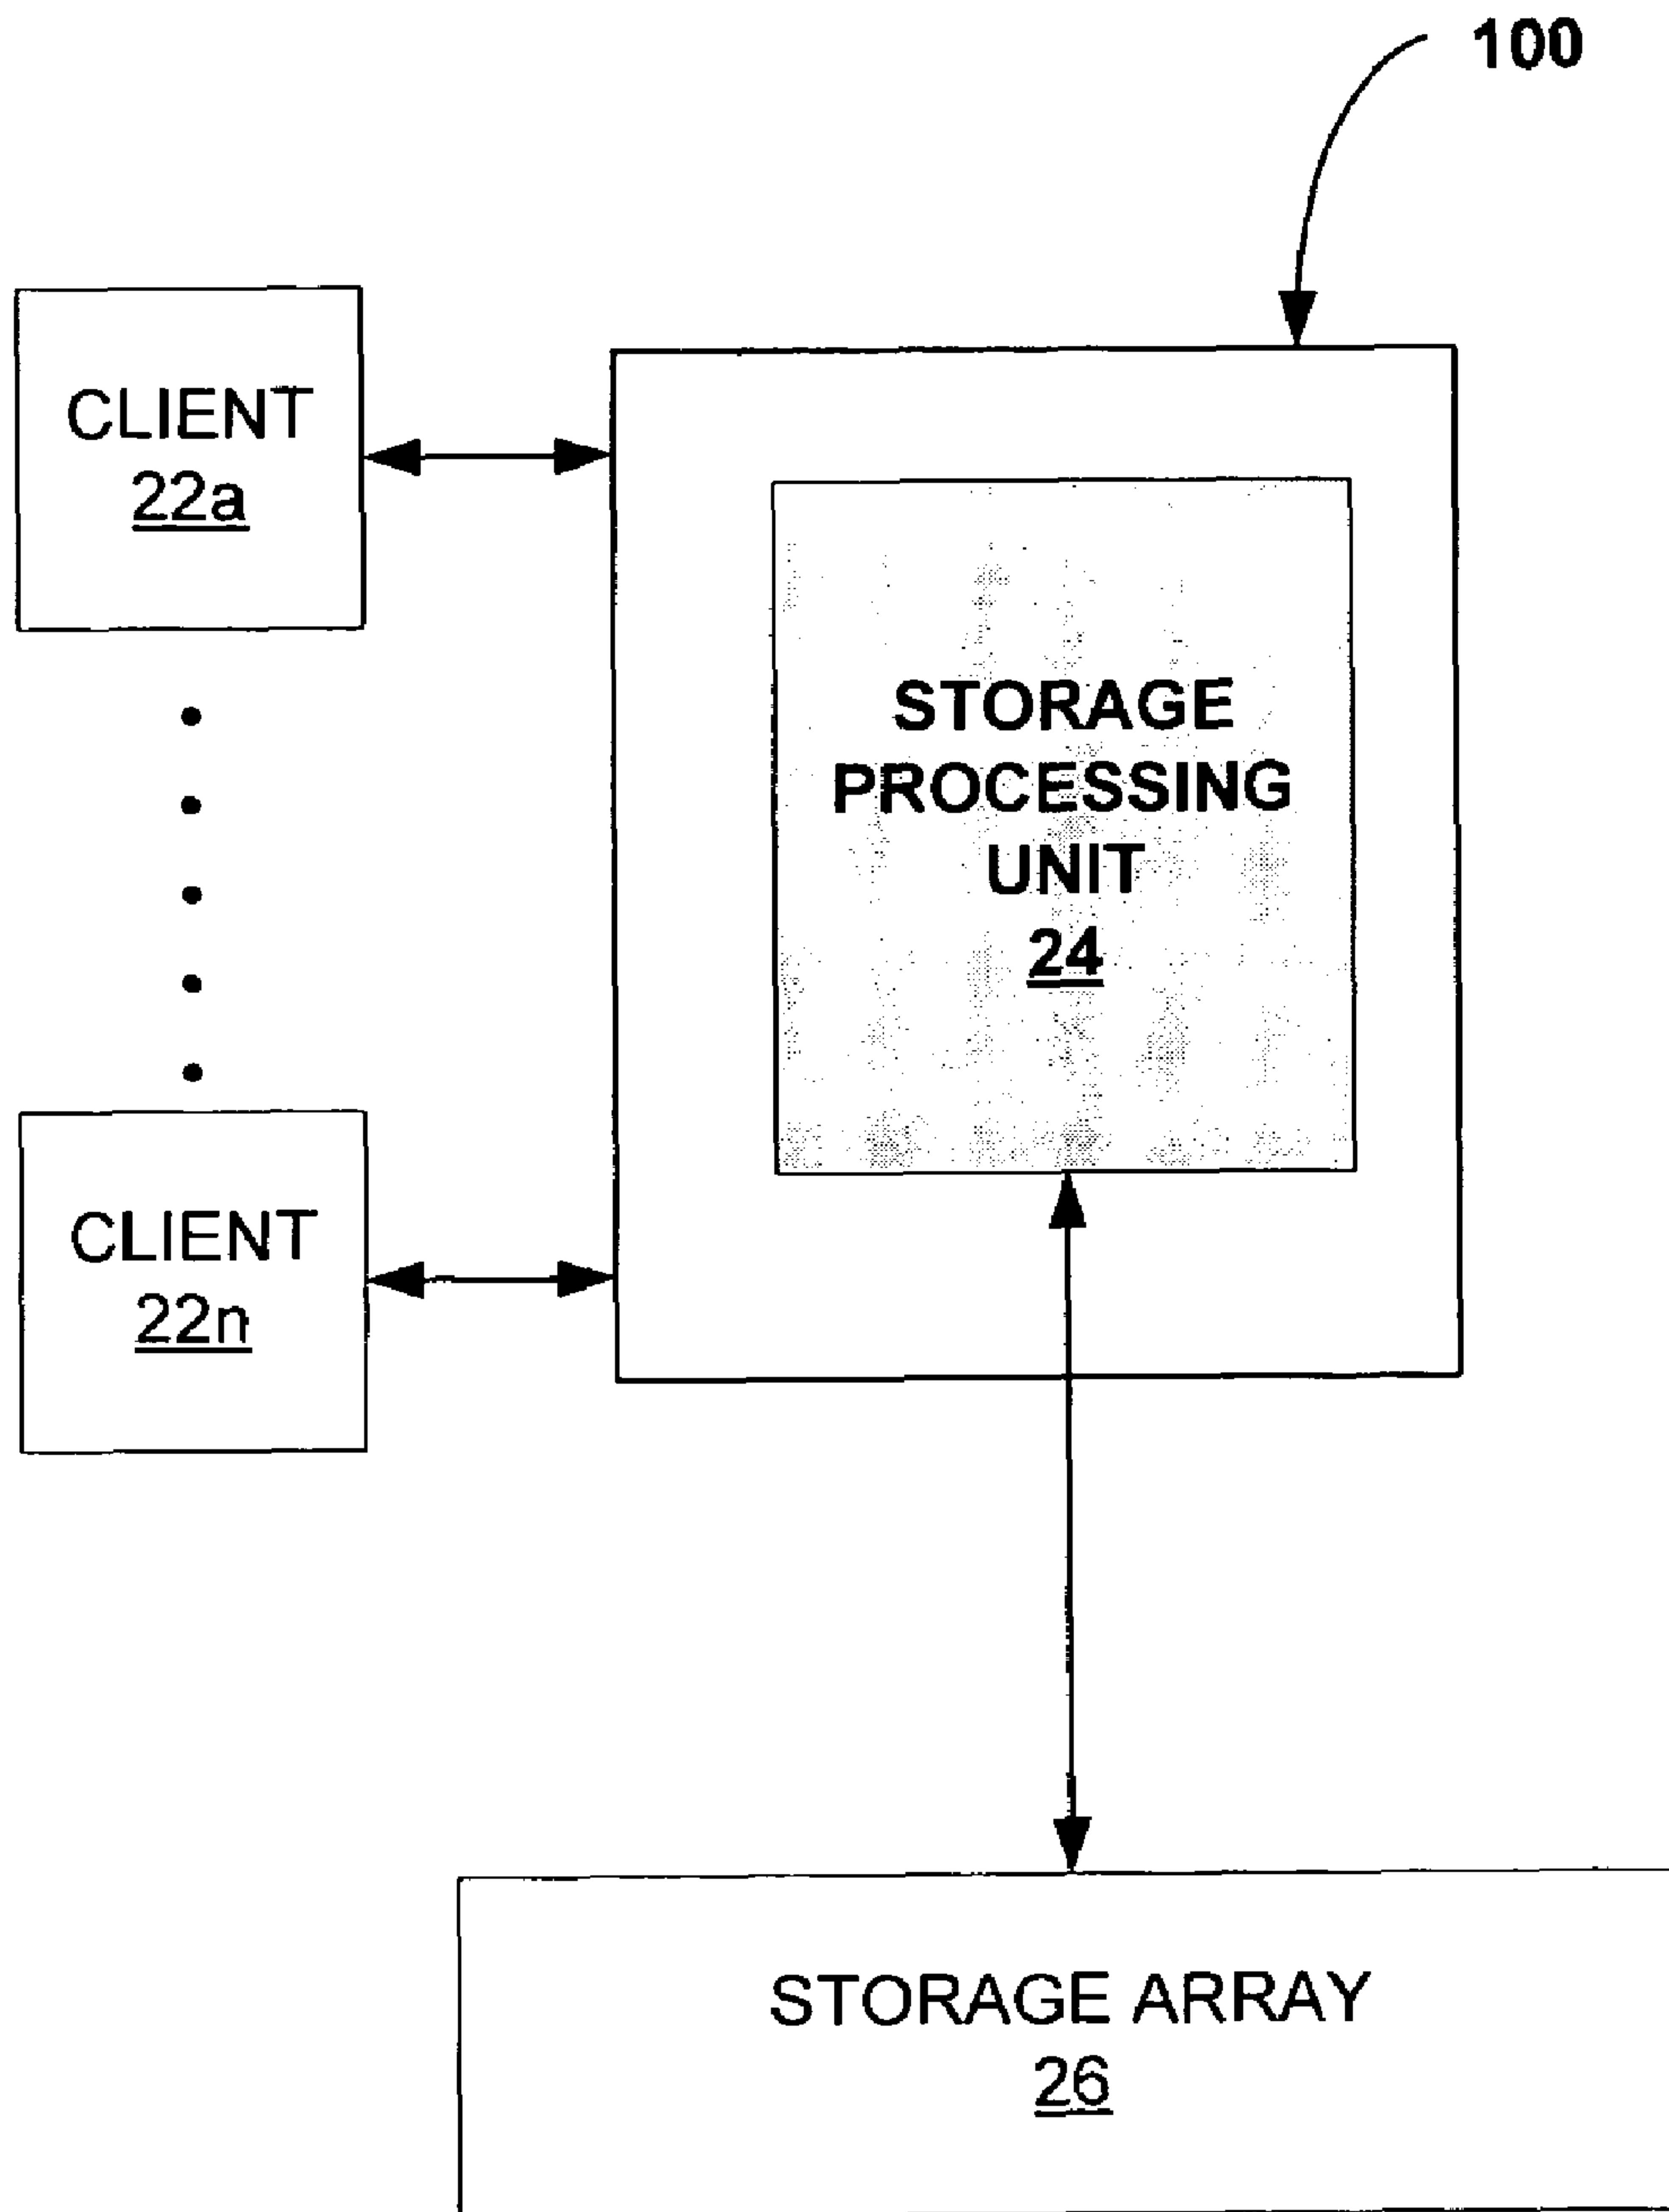 100
CLIENT
22a
STORAGE
PROCESSING
UNIT
24
CLIENT
22n
STORAGE ARRAY
26